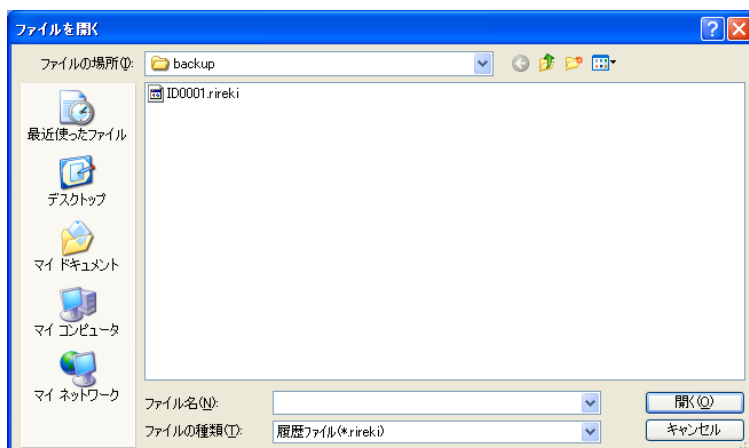 ファイルを開く
ファイルの場所(I):
backup
ID0001.rireki
最近使ったファイル
デスクトップ
マイ ドキュメント
マイ コンピュータ
マイ ネットワーク
ファイル名(N):
開く(O)
ファイルの種類(T):
履歴ファイル(*.rireki)
キャンセル